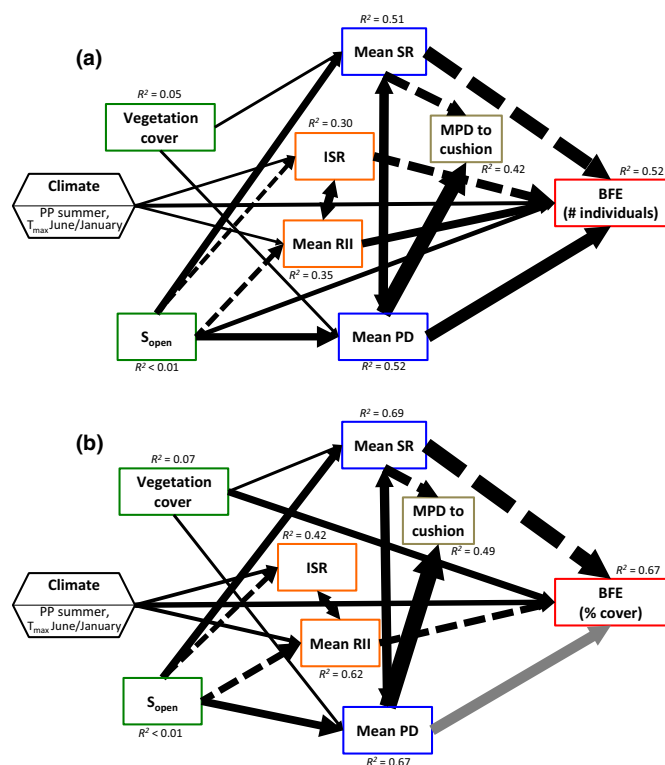 (a)
R² = 0.51
Mean SR
R² = 0.05
Vegetation
cover
R² = 0.30
ISR
MPD to
cushion
R² = 0.42
Climate
PP summer,
Tmax June/January
R² = 0.52
BFE
(# individuals)
Mean RII
R² = 0.35
Sopen
R² < 0.01
Mean PD
R² = 0.52
(b)
R² = 0.69
Mean SR
R² = 0.07
Vegetation
cover
MPD to
cushion
R² = 0.49
R² = 0.42
ISR
Climate
PP summer,
Tmax June/January
R² = 0.67
BFE
(% cover)
Mean RII
R² = 0.62
Sopen
R² < 0.01
Mean PD
R² = 0.67